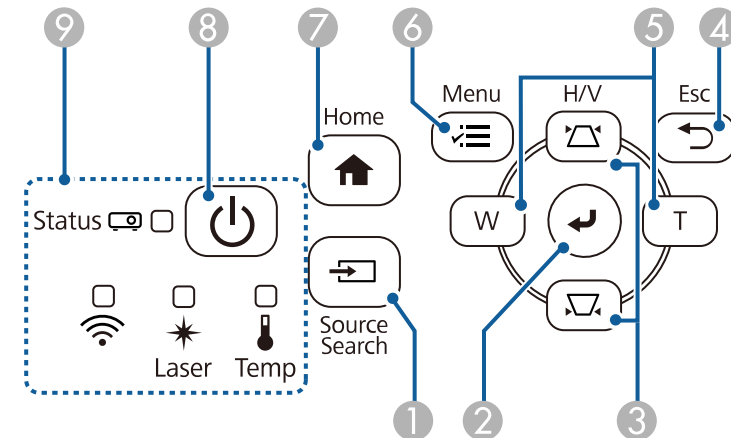 9 8 7 6 5 4
Menu H/V Esc
Home
Status
W T
Source
Search
Laser Temp
1 2 3